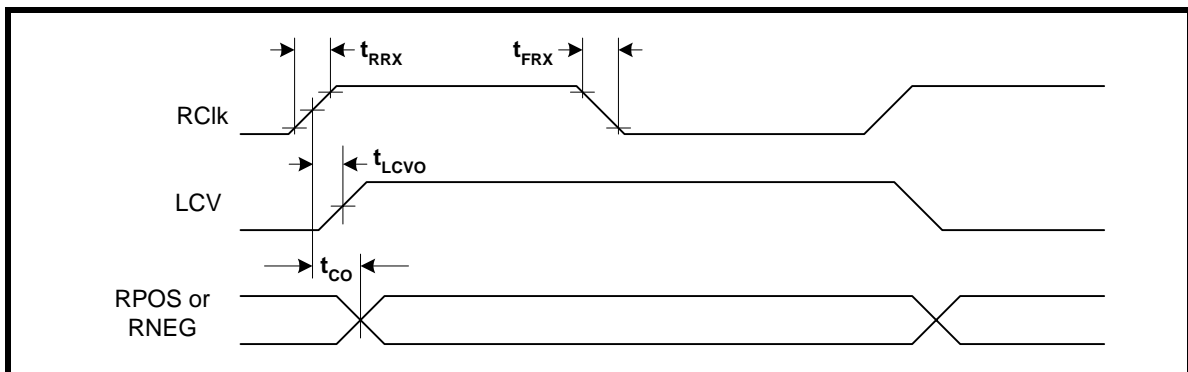 tRRX
tFRX
RClk
tLCVO
LCV
tCO
RPOS or
RNEG